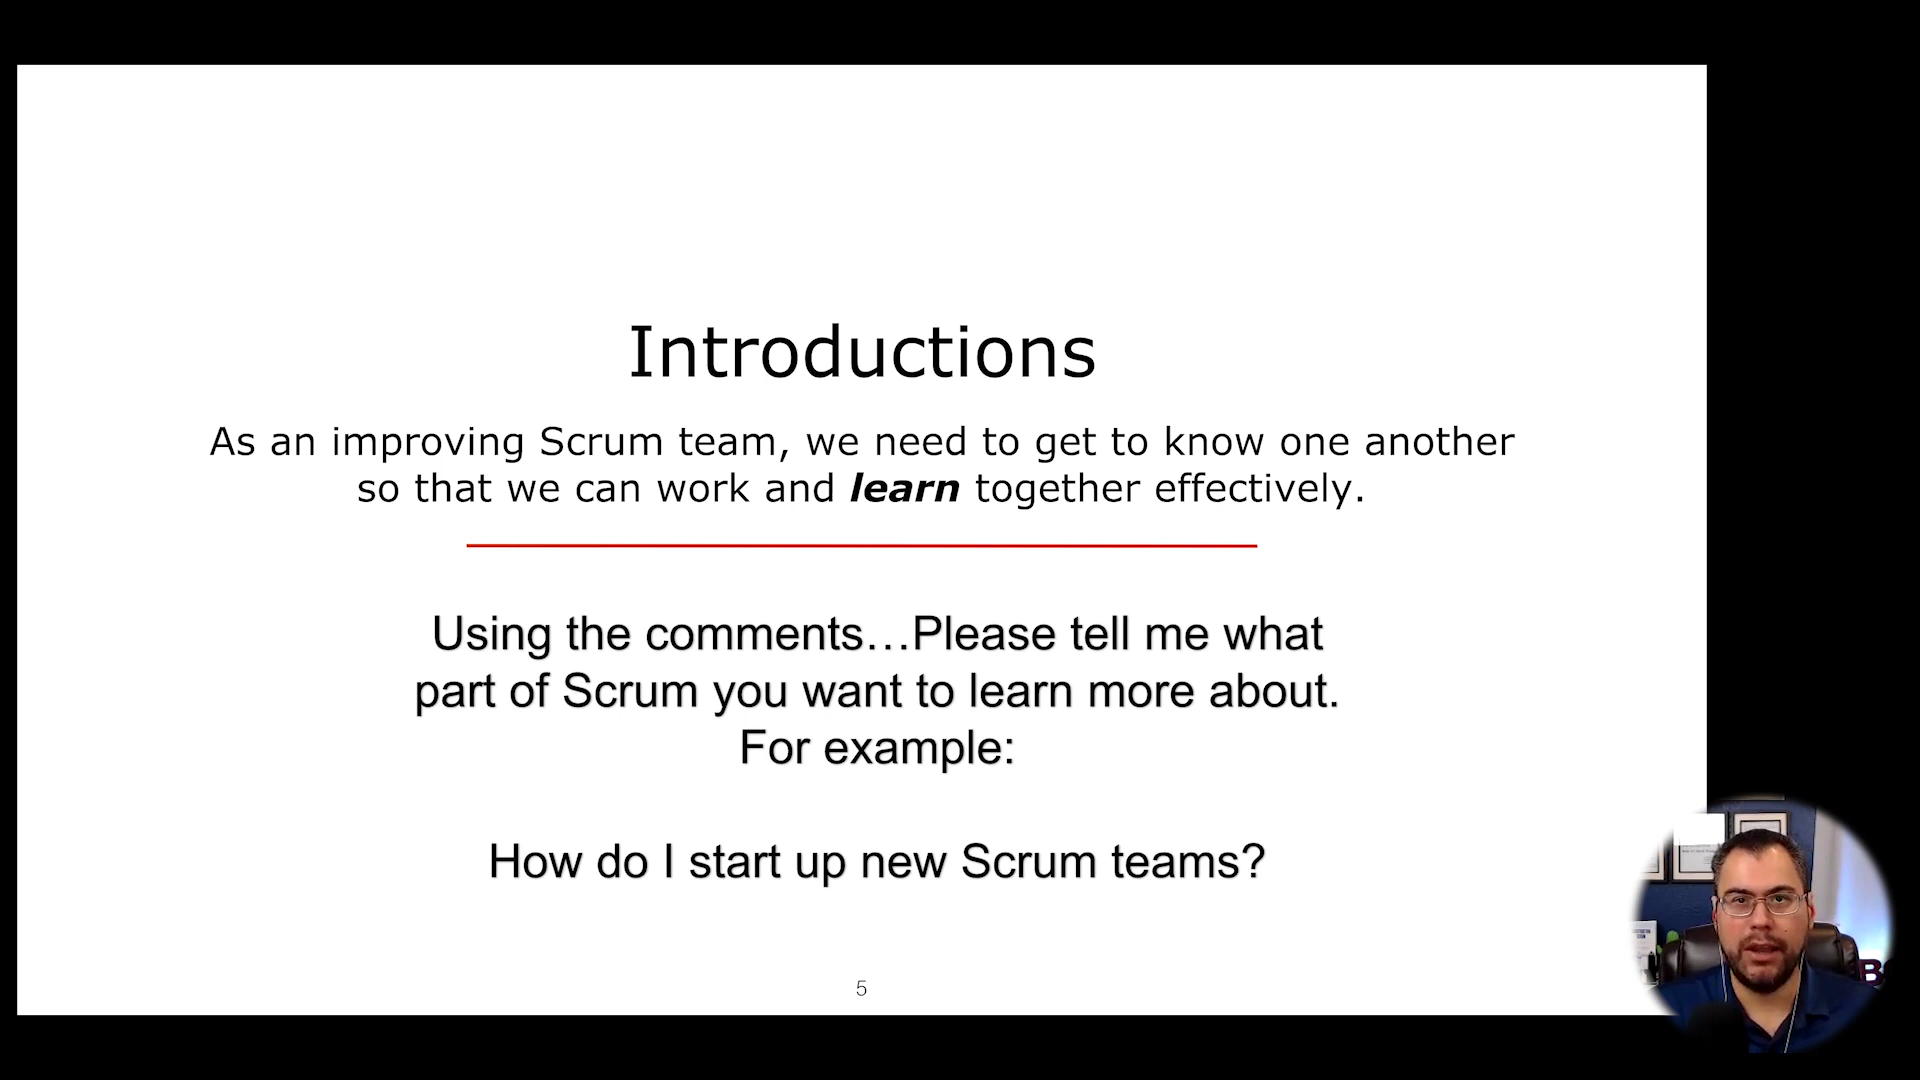 Introductions
As an improving Scrum team, we need to get to know one another
so that we can work and learn together effectively.
Using the comments…Please tell me what
part of Scrum you want to learn more about.
For example:
How do I start up new Scrum teams?
5